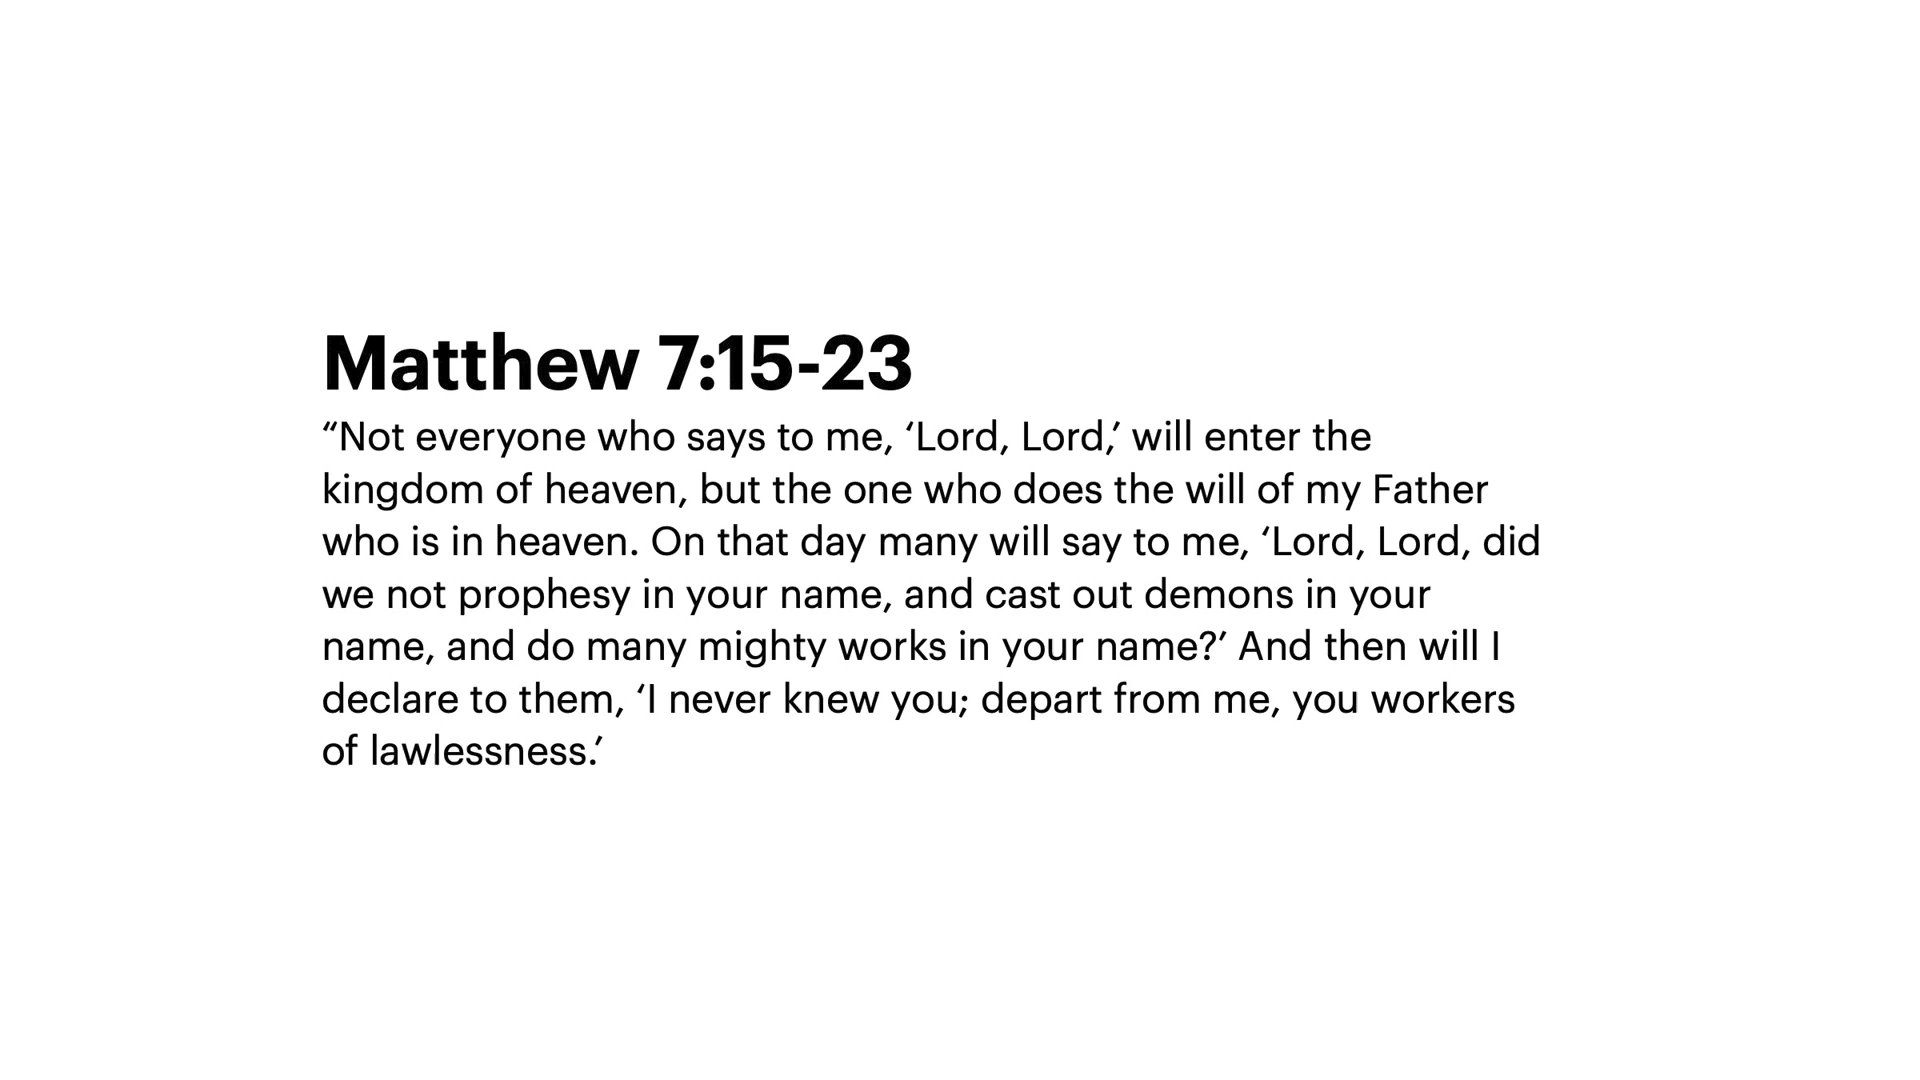 Matthew 7:15-23
“Not everyone who says to me, ‘Lord, Lord,’ will enter the
kingdom of heaven, but the one who does the will of my Father
who is in heaven. On that day many will say to me, ‘Lord, Lord, did
we not prophesy in your name, and cast out demons in your
name, and do many mighty works in your name?’ And then will I
declare to them, ‘I never knew you; depart from me, you workers
of lawlessness.’